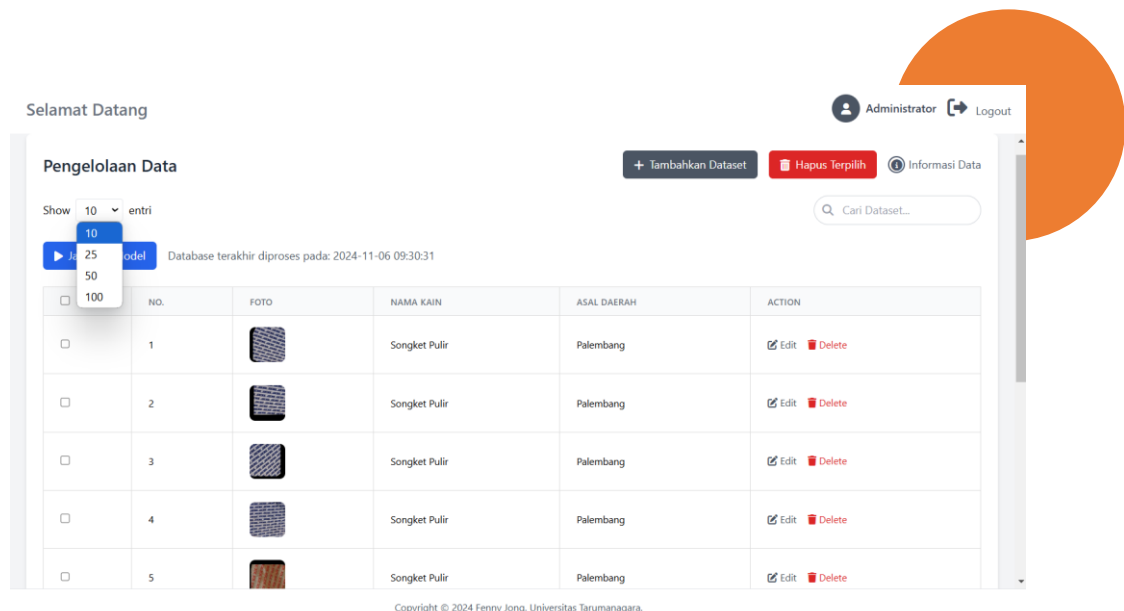 Selamat Datang
Administrator Logout
Pengelolaan Data
+ Tambahkan Dataset Hapus Terpilih Informasi Data
Show 10 entri
Cari Dataset...
10
25
50
100
Database terakhir diproses pada: 2024-11-06 09:30:31
NO. FOTO NAMA KAIN ASAL DAERAH ACTION
1 Songket Pulir Palembang Edit Delete
2 Songket Pulir Palembang Edit Delete
3 Songket Pulir Palembang Edit Delete
4 Songket Pulir Palembang Edit Delete
5 Songket Pulir Palembang Edit Delete
Copyright © 2024 Fenny Jong, Universitas Tarumanagara.